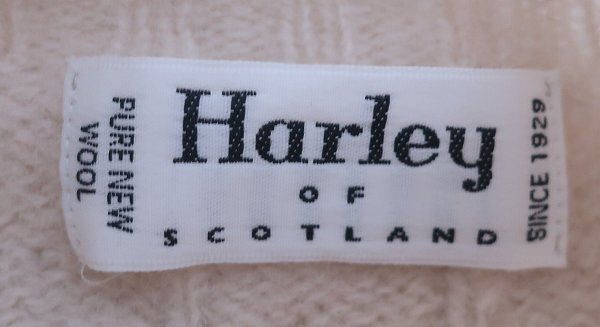 PURE NEW
WOOL
Harley
OF
SCOTLAND
SINCE 1929